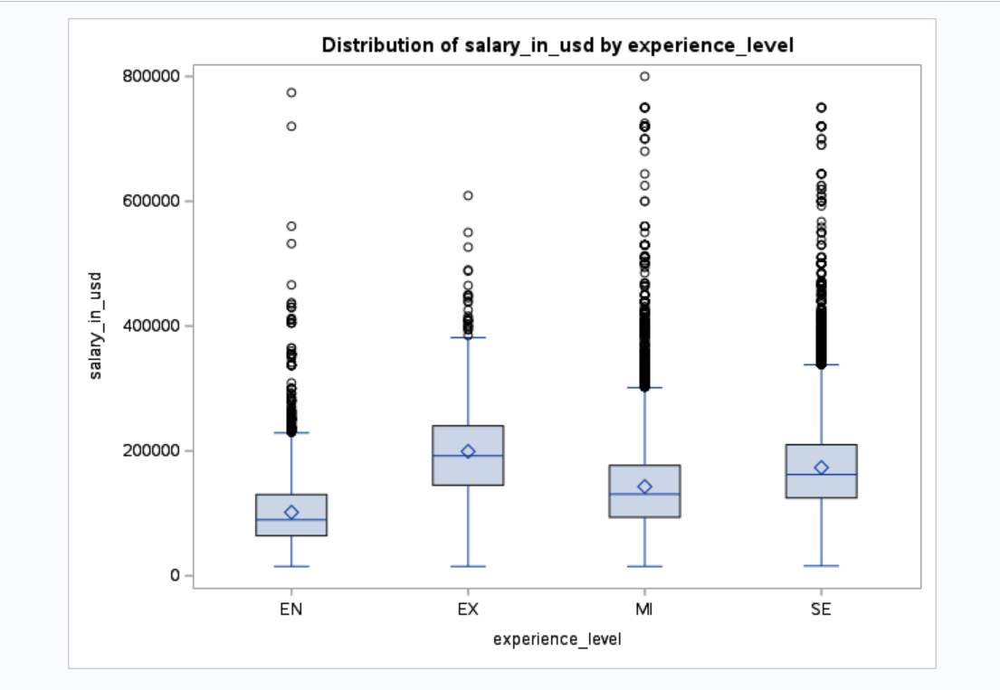 Distribution of salary_in_usd by experience_level
800000
600000
400000
200000
0
salary_in_usd
EN EX MI SE
experience_level